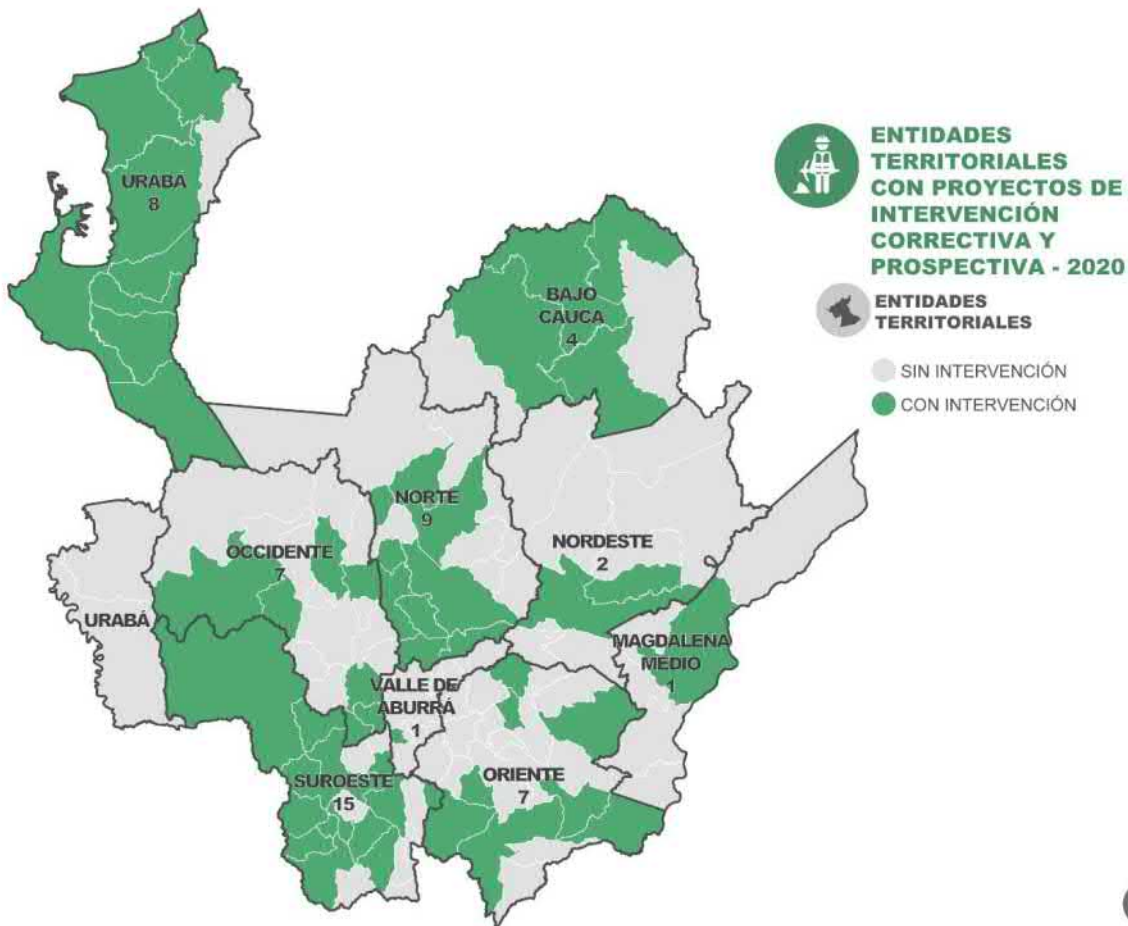 ENTIDADES
TERRITORIALES
CON PROYECTOS DE
INTERVENCIÓN
CORRECTIVA Y
PROSPECTIVA - 2020
ENTIDADES
TERRITORIALES
SIN INTERVENCIÓN
CON INTERVENCIÓN
URABÁ
8
BAJO
CAUCA
4
NORTE
9
OCCIDENTE
7
NORDESTE
2
URABÁ
MAGDALENA
MEDIO
1
VALLE DE
ABURRÁ
1
SUROESTE
15
ORIENTE
7